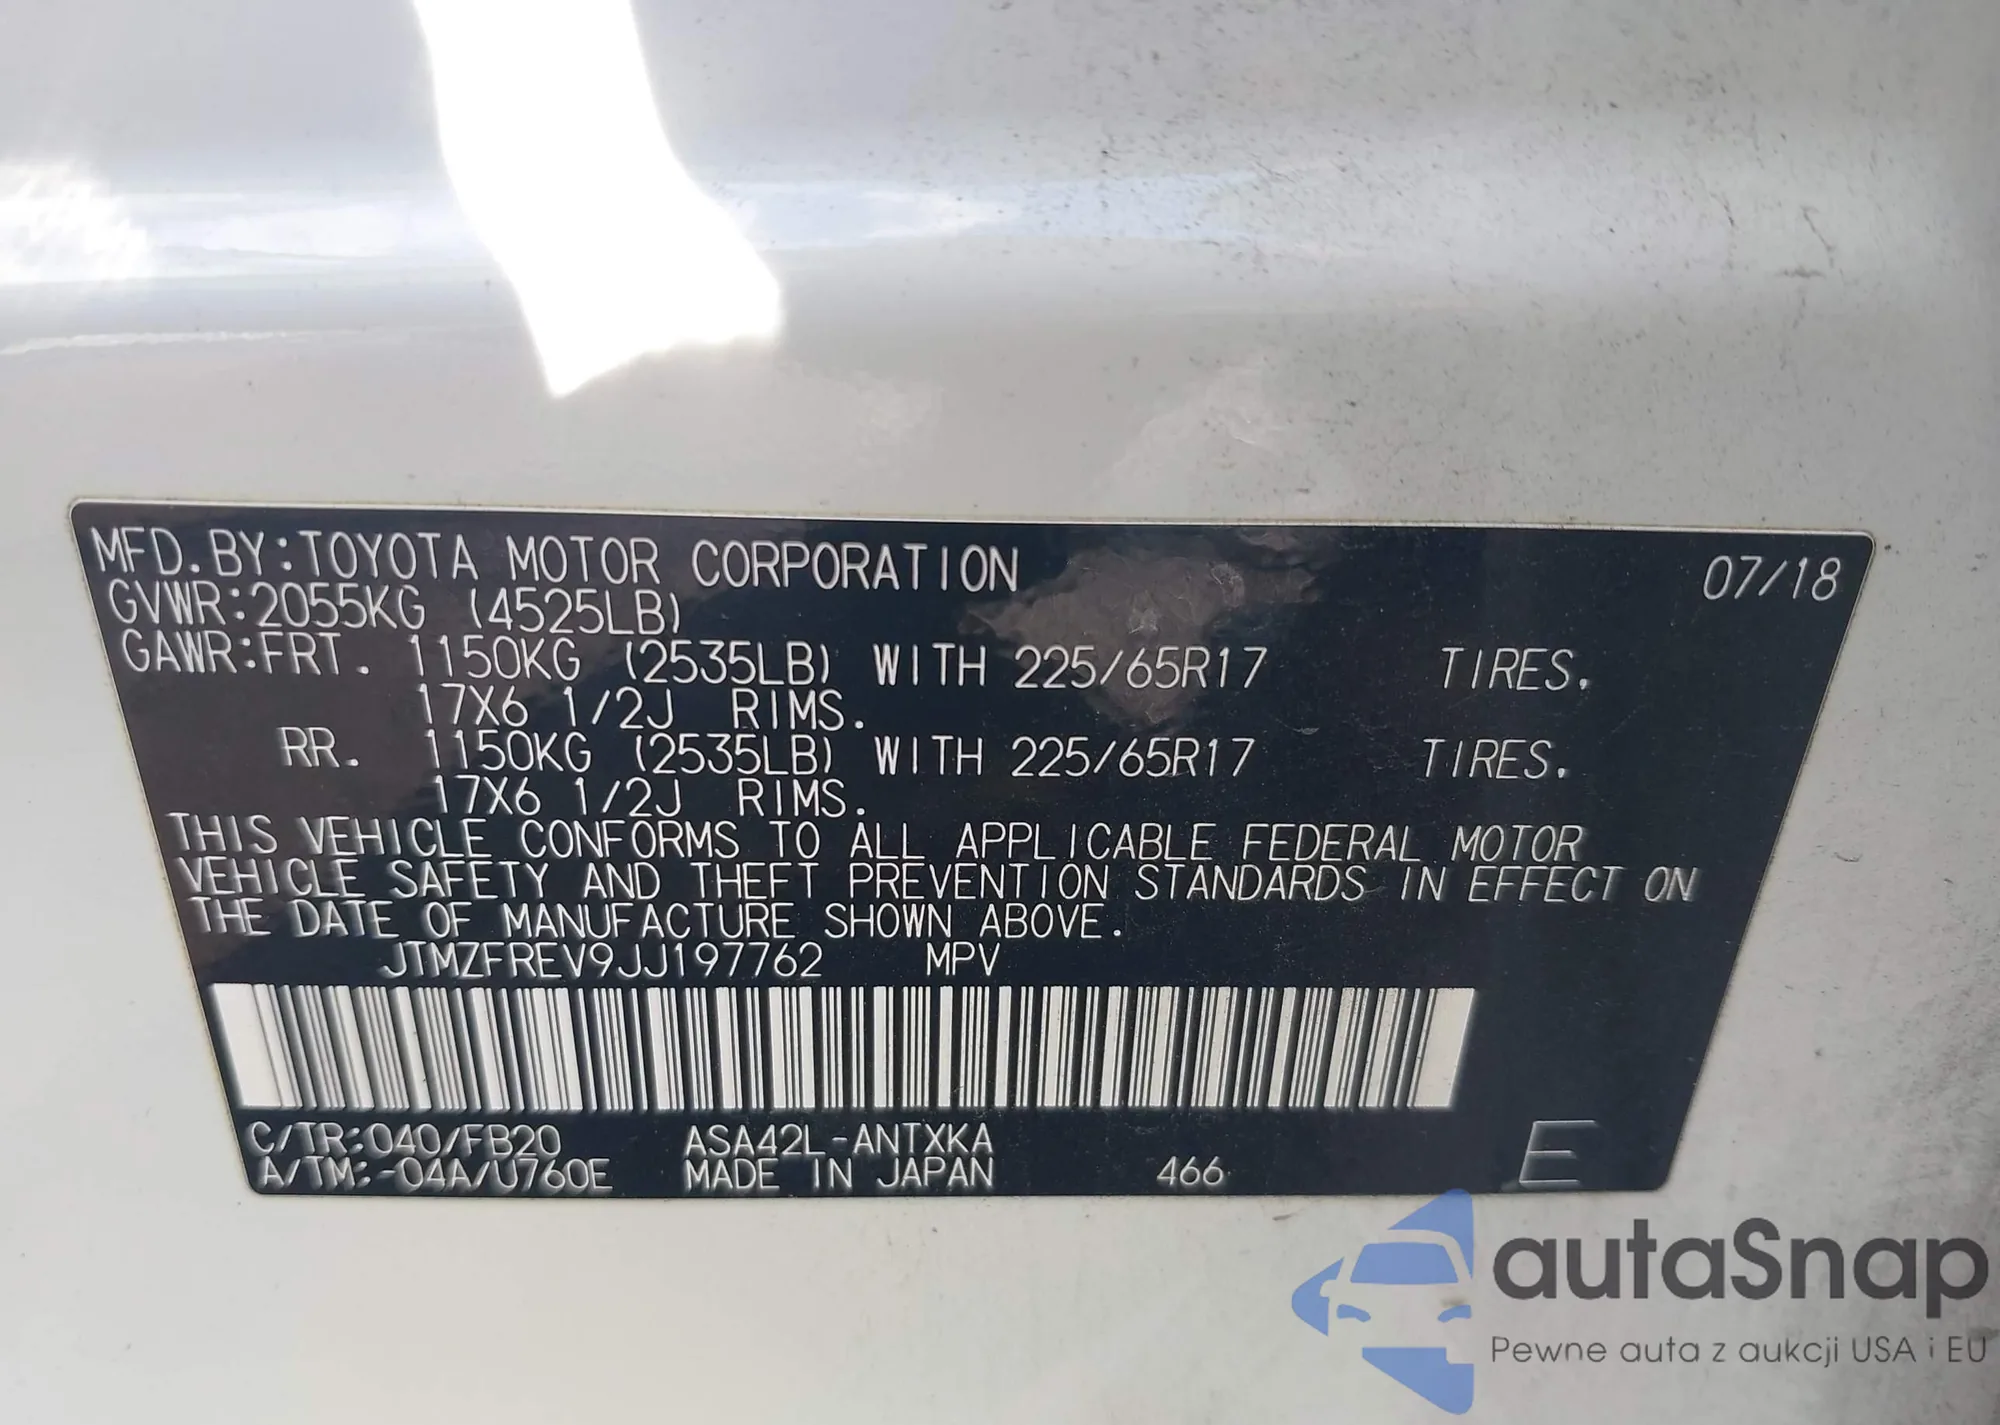 MFD.BY:TOYOTA MOTOR CORPORATION 07/18
GVWR:2055KG (4525LB)
GAWR:FRT. 1150KG (2535LB) WITH 225/65R17 TIRES,
17X6 1/2J RIMS.
RR. 1150KG (2535LB) WITH 225/65R17 TIRES,
17X6 1/2J RIMS.
THIS VEHICLE CONFORMS TO ALL APPLICABLE FEDERAL MOTOR
VEHICLE SAFETY AND THEFT PREVENTION STANDARDS IN EFFECT ON
THE DATE OF MANUFACTURE SHOWN ABOVE.
JTMZFREV9JJ197762 MPV
C/TR:040/FB20 ASA42L-ANTXKA
A/TM:-04A/U760E MADE IN JAPAN 466 E
autaSnap
Pewne auta z aukcji USA i EU